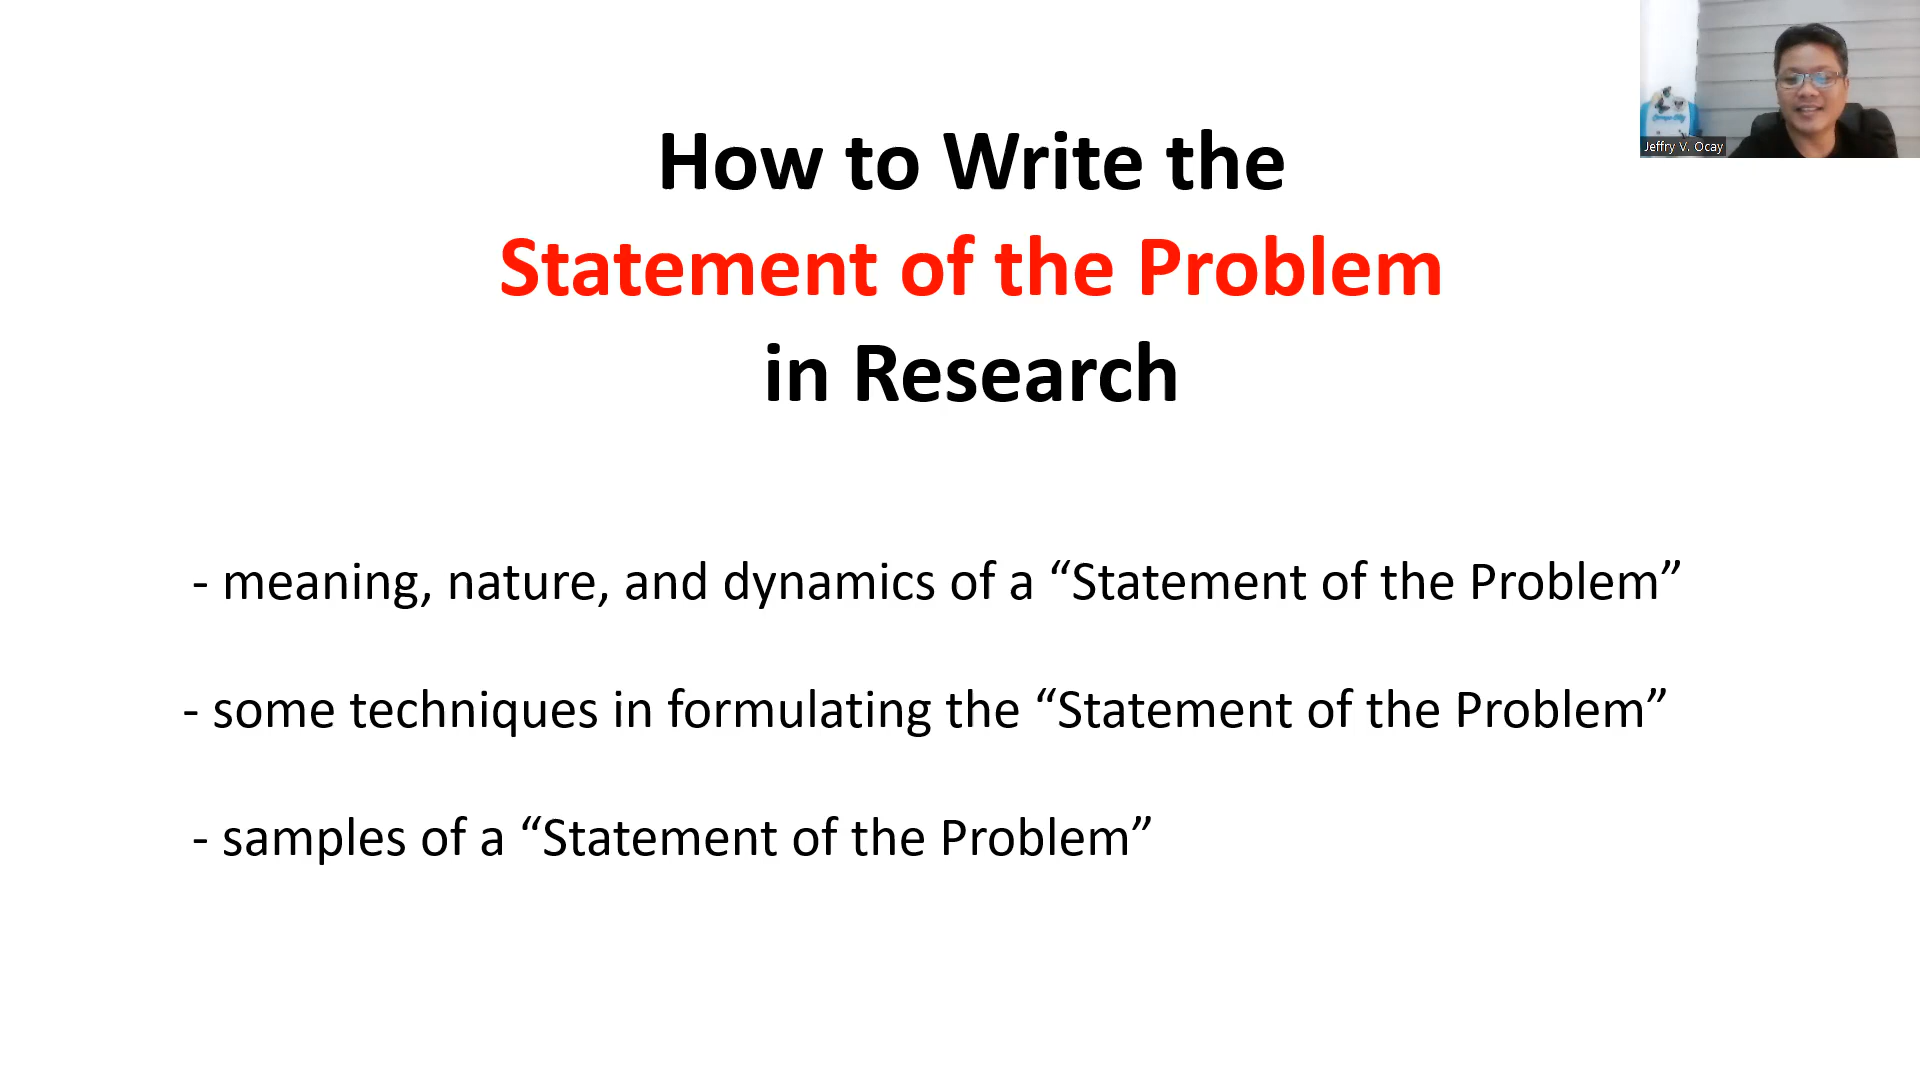 How to Write the
Statement of the Problem
in Research
- meaning, nature, and dynamics of a “Statement of the Problem”
- some techniques in formulating the “Statement of the Problem”
- samples of a “Statement of the Problem”
Jeffry V. Ocay